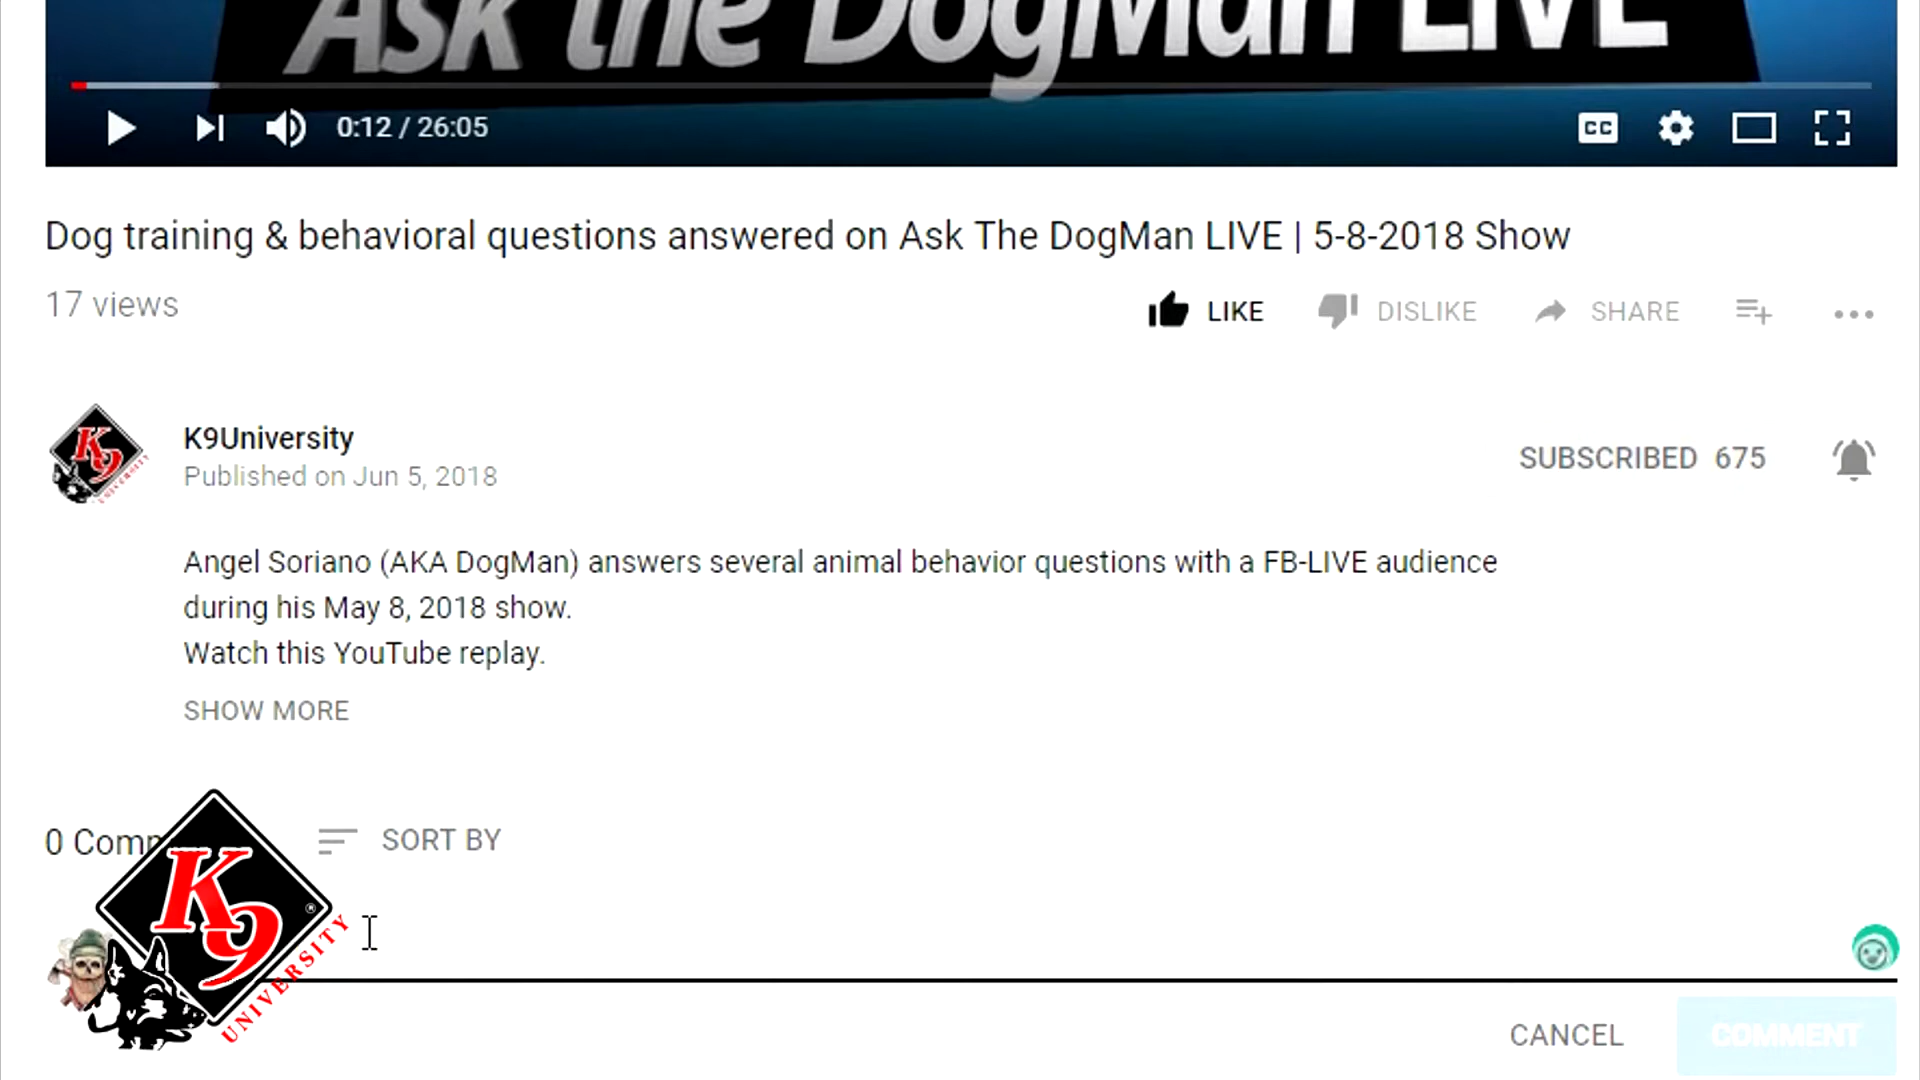 Ask the DogMan LIVE
0:12 / 26:05
CC
Dog training & behavioral questions answered on Ask The DogMan LIVE | 5-8-2018 Show
17 views
LIKE
DISLIKE
SHARE
K9University
Published on Jun 5, 2018
SUBSCRIBED 675
K9
UNIVERSITY
Angel Soriano (AKA DogMan) answers several animal behavior questions with a FB-LIVE audience
during his May 8, 2018 show.
Watch this YouTube replay.
SHOW MORE
0 Comm
SORT BY
K9 ®
UNIVERSITY
CANCEL
COMMENT